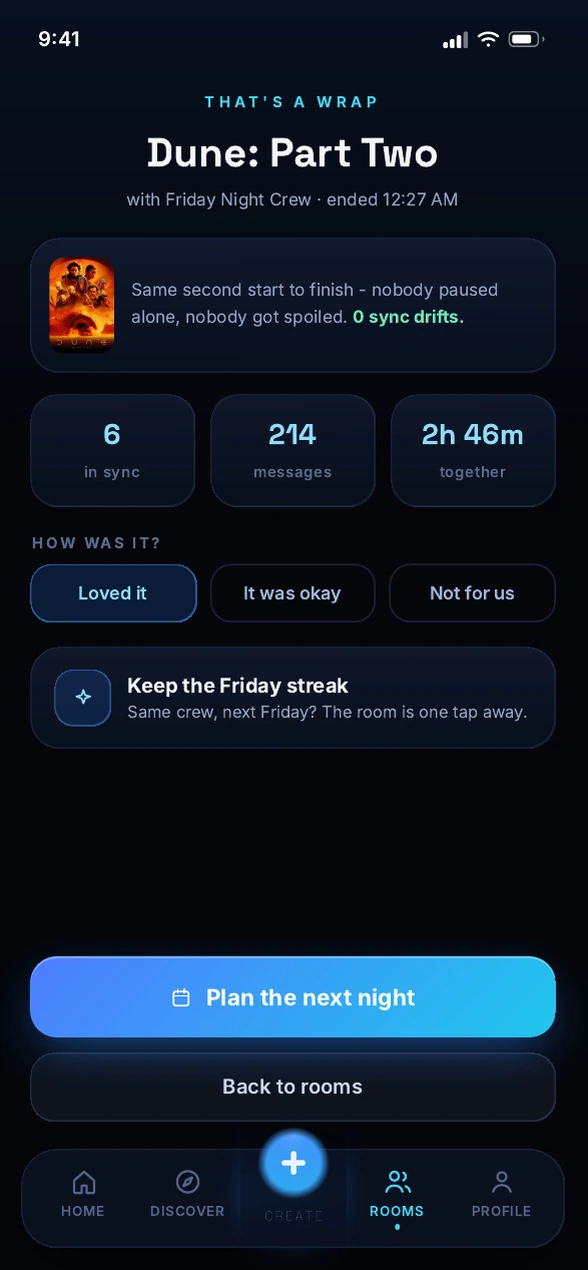 9:41
THAT'S A WRAP
Dune: Part Two
with Friday Night Crew · ended 12:27 AM
Same second start to finish - nobody paused
alone, nobody got spoiled. 0 sync drifts.
DUNE
6
in sync
214
messages
2h 46m
together
HOW WAS IT?
Loved it
It was okay
Not for us
Keep the Friday streak
Same crew, next Friday? The room is one tap away.
Plan the next night
Back to rooms
HOME
DISCOVER
CREATE
ROOMS
PROFILE